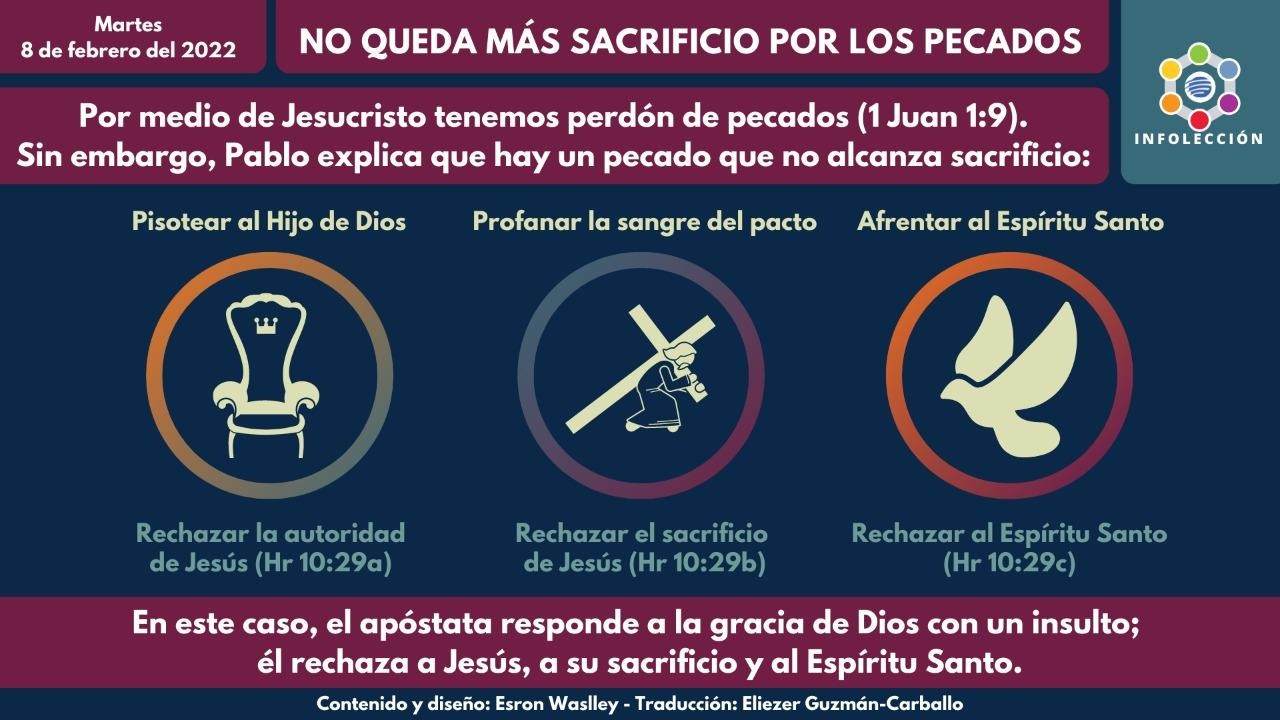 Martes
8 de febrero del 2022
NO QUEDA MÁS SACRIFICIO POR LOS PECADOS
INFOLECCIÓN
Por medio de Jesucristo tenemos perdón de pecados (1 Juan 1:9).
Sin embargo, Pablo explica que hay un pecado que no alcanza sacrificio:
Pisotear al Hijo de Dios
Rechazar la autoridad
de Jesús (Hr 10:29a)
Profanar la sangre del pacto
Rechazar el sacrificio
de Jesús (Hr 10:29b)
Afrentar al Espíritu Santo
Rechazar al Espíritu Santo
(Hr 10:29c)
En este caso, el apóstata responde a la gracia de Dios con un insulto;
él rechaza a Jesús, a su sacrificio y al Espíritu Santo.
Contenido y diseño: Esron Waslley - Traducción: Eliezer Guzmán-Carballo